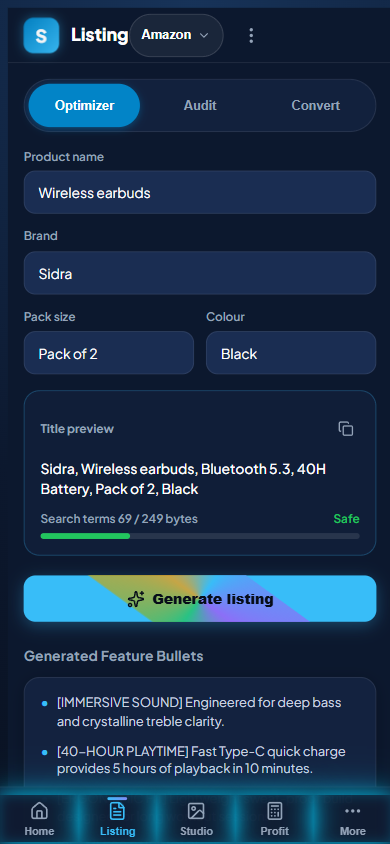 S Listing Amazon
Optimizer Audit Convert
Product name
Wireless earbuds
Brand
Sidra
Pack size Colour
Pack of 2 Black
Title preview
Sidra, Wireless earbuds, Bluetooth 5.3, 40H
Battery, Pack of 2, Black
Search terms 69 / 249 bytes Safe
Generate listing
Generated Feature Bullets
[IMMERSIVE SOUND] Engineered for deep bass
and crystalline treble clarity.
[40-HOUR PLAYTIME] Fast Type-C quick charge
provides 5 hours of playback in 10 minutes.
Home Listing Studio Profit More